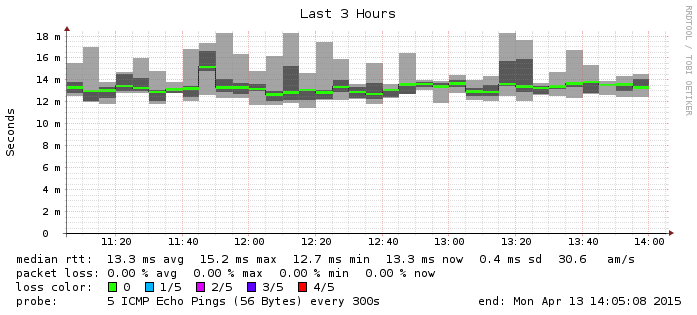 Last 3 Hours
RRDTOOL / TOBI OETIKER
Seconds
18 m
16 m
14 m
12 m
10 m
8 m
6 m
4 m
2 m
0
11:20 11:40 12:00 12:20 12:40 13:00 13:20 13:40 14:00
median rtt: 13.3 ms avg 15.2 ms max 12.7 ms min 13.3 ms now 0.4 ms sd 30.6 am/s
packet loss: 0.00 % avg 0.00 % max 0.00 % min 0.00 % now
loss color: 0 1/5 2/5 3/5 4/5
probe: 5 ICMP Echo Pings (56 Bytes) every 300s end: Mon Apr 13 14:05:08 2015